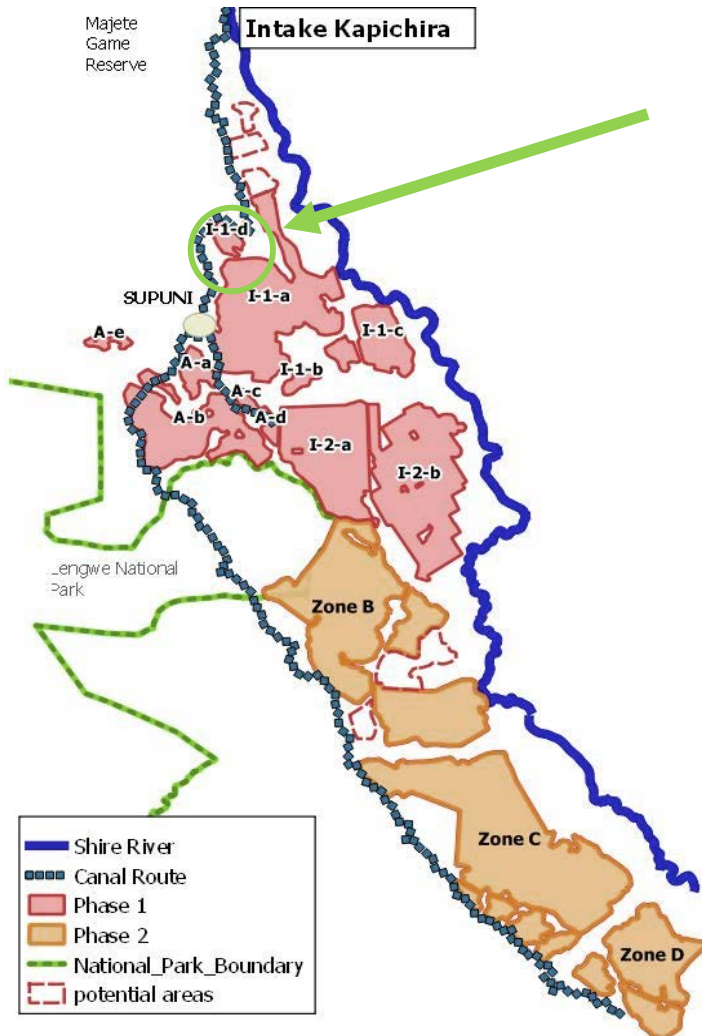 Majete
Game
Reserve
Intake Kapichira
I-1-d
SUPUNI
I-1-a
A-e
I-1-c
A-a
I-1-b
A-c
A-b
A-d
I-2-a
I-2-b
Lengwe National
Park
Zone B
Zone C
Zone D
Shire River
Canal Route
Phase 1
Phase 2
National_Park_Boundary
potential areas